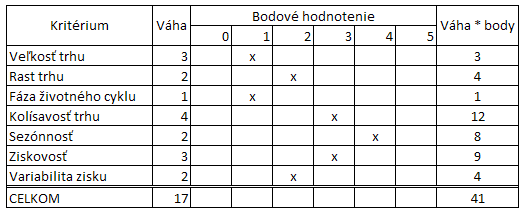 Kritérium Váha Bodové hodnotenie Váha * body
0 1 2 3 4 5
Veľkosť trhu 3 x 3
Rast trhu 2 x 4
Fáza životného cyklu 1 x 1
Kolísavosť trhu 4 x 12
Sezónnosť 2 x 8
Ziskovosť 3 x 9
Variabilita zisku 2 x 4
CELKOM 17 41